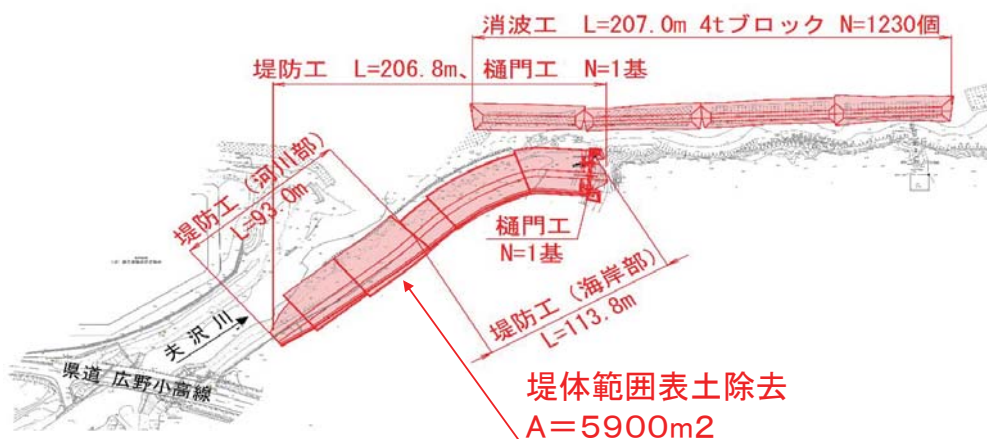 消波工 L=207.0m 4tブロック N=1230個
堤防工 L=206.8m、樋門工 N=1基
堤防工（河川部）
L=93.0m
樋門工
N=1基
堤防工（海岸部）
L=113.8m
夫沢川
県道 広野小高線
堤体範囲表土除去
A＝5900m2